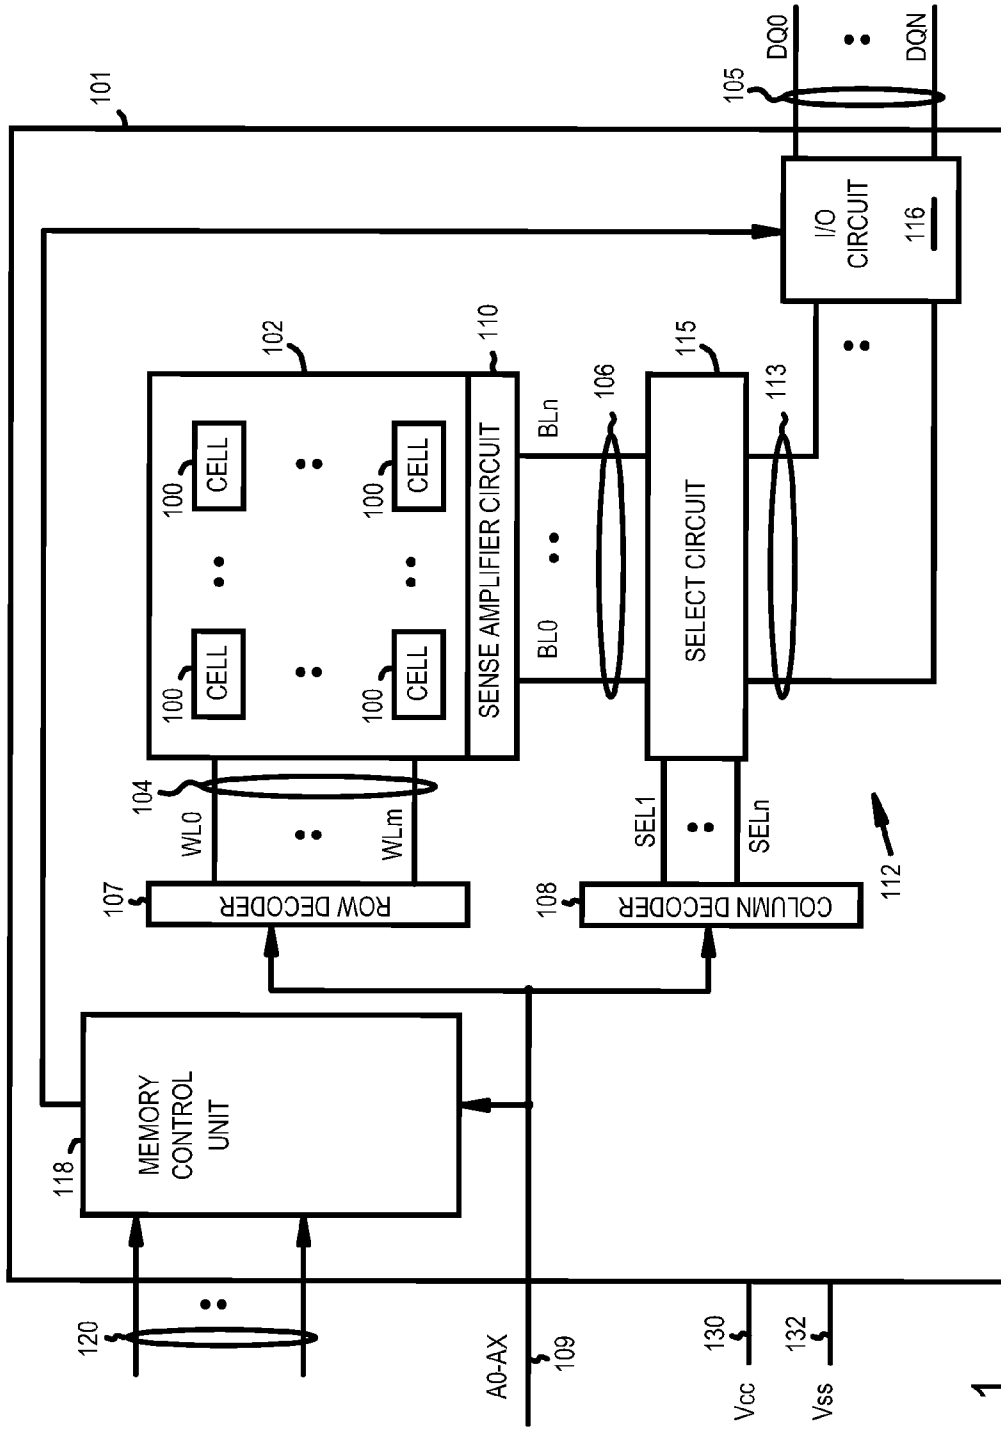 101
105
DQ0
DQN
I/O
CIRCUIT
116
102
110
115
106
113
100
CELL
100
CELL
100
CELL
100
CELL
SENSE AMPLIFIER CIRCUIT
BLn
BL0
SELECT CIRCUIT
104
WL0
WLm
SEL1
SELn
107
ROW DECODER
108
COLUMN DECODER
112
118
MEMORY
CONTROL
UNIT
120
A0-AX
109
130
Vcc
132
Vss
1